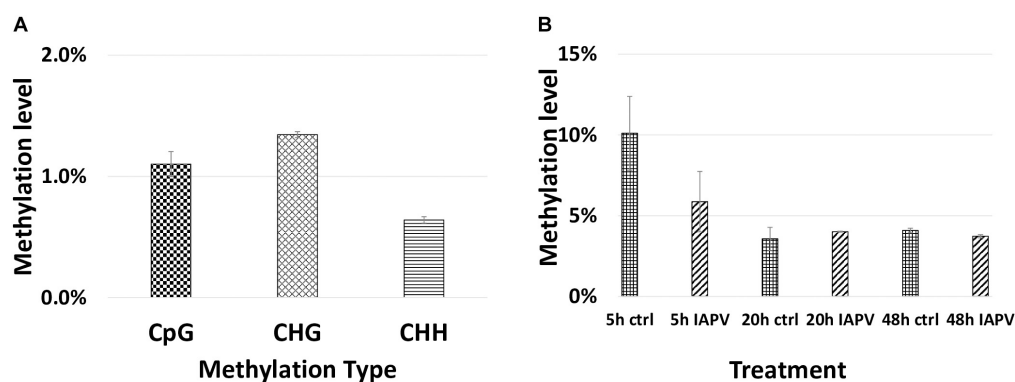 A
2.0%
1.0%
0.0%
Methylation level
CpG CHG CHH
Methylation Type
B
15%
10%
5%
0%
Methylation level
5h ctrl 5h IAPV 20h ctrl 20h IAPV 48h ctrl 48h IAPV
Treatment